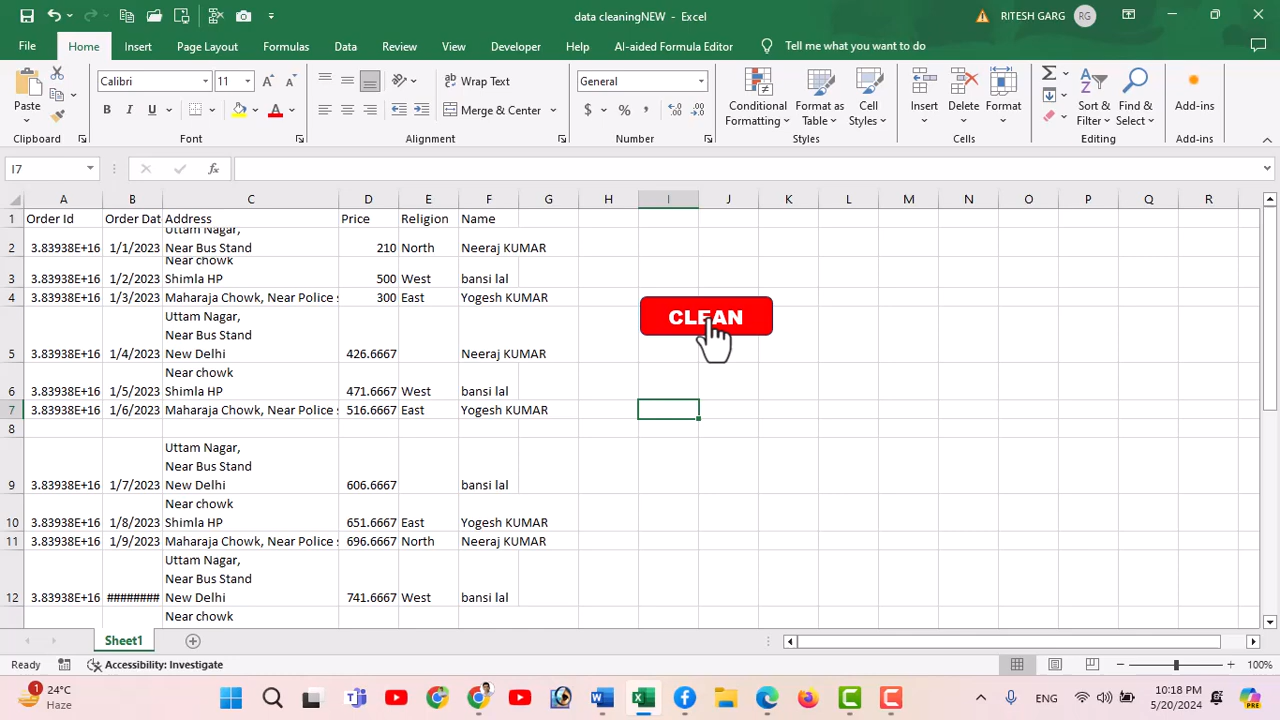 data cleaningNEW - Excel
RITESH GARG RG
File Home Insert Page Layout Formulas Data Review View Developer Help AI-aided Formula Editor Tell me what you want to do
Paste Calibri 11 Wrap Text General Conditional Formatting Format as Table Cell Styles Insert Delete Format Sort & Filter Find & Select Add-ins
B I U A Merge & Center $ %
Clipboard Font Alignment Number Styles Cells Editing Add-ins
I7 fx
A B C D E F G H I J K L M N O P Q R
1 Order Id Order Dat Address Price Religion Name
Uttam Nagar,
2 3.83938E+16 1/1/2023 Near Bus Stand 210 North Neeraj KUMAR
Near chowk
3 3.83938E+16 1/2/2023 Shimla HP 500 West bansi lal
4 3.83938E+16 1/3/2023 Maharaja Chowk, Near Police s 300 East Yogesh KUMAR
CLEAN
Uttam Nagar,
Near Bus Stand
5 3.83938E+16 1/4/2023 New Delhi 426.6667 Neeraj KUMAR
Near chowk
6 3.83938E+16 1/5/2023 Shimla HP 471.6667 West bansi lal
7 3.83938E+16 1/6/2023 Maharaja Chowk, Near Police s 516.6667 East Yogesh KUMAR
8
Uttam Nagar,
Near Bus Stand
9 3.83938E+16 1/7/2023 New Delhi 606.6667 bansi lal
Near chowk
10 3.83938E+16 1/8/2023 Shimla HP 651.6667 East Yogesh KUMAR
11 3.83938E+16 1/9/2023 Maharaja Chowk, Near Police s 696.6667 North Neeraj KUMAR
Uttam Nagar,
Near Bus Stand
12 3.83938E+16 ######## New Delhi 741.6667 West bansi lal
Near chowk
Sheet1
Ready Accessibility: Investigate 100%
1 24°C ENG 10:18 PM
Haze 5/20/2024 PRE